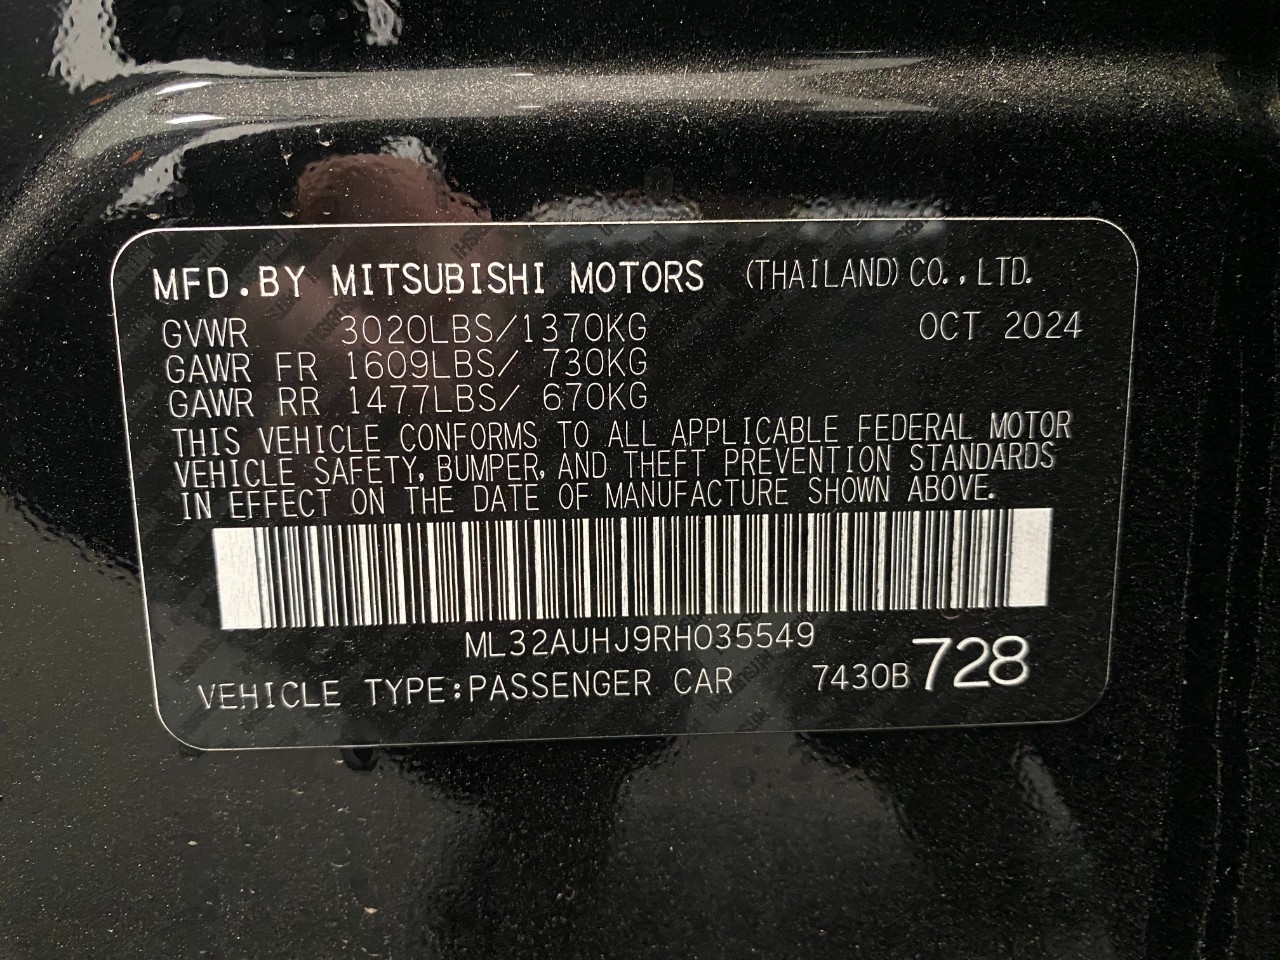 MFD.BY MITSUBISHI MOTORS (THAILAND) CO.,LTD.
GVWR 3020LBS/1370KG OCT 2024
GAWR FR 1609LBS/ 730KG
GAWR RR 1477LBS/ 670KG
THIS VEHICLE CONFORMS TO ALL APPLICABLE FEDERAL MOTOR
VEHICLE SAFETY, BUMPER, AND THEFT PREVENTION STANDARDS
IN EFFECT ON THE DATE OF MANUFACTURE SHOWN ABOVE.
ML32AUHJ9RH035549
VEHICLE TYPE:PASSENGER CAR 7430B 728